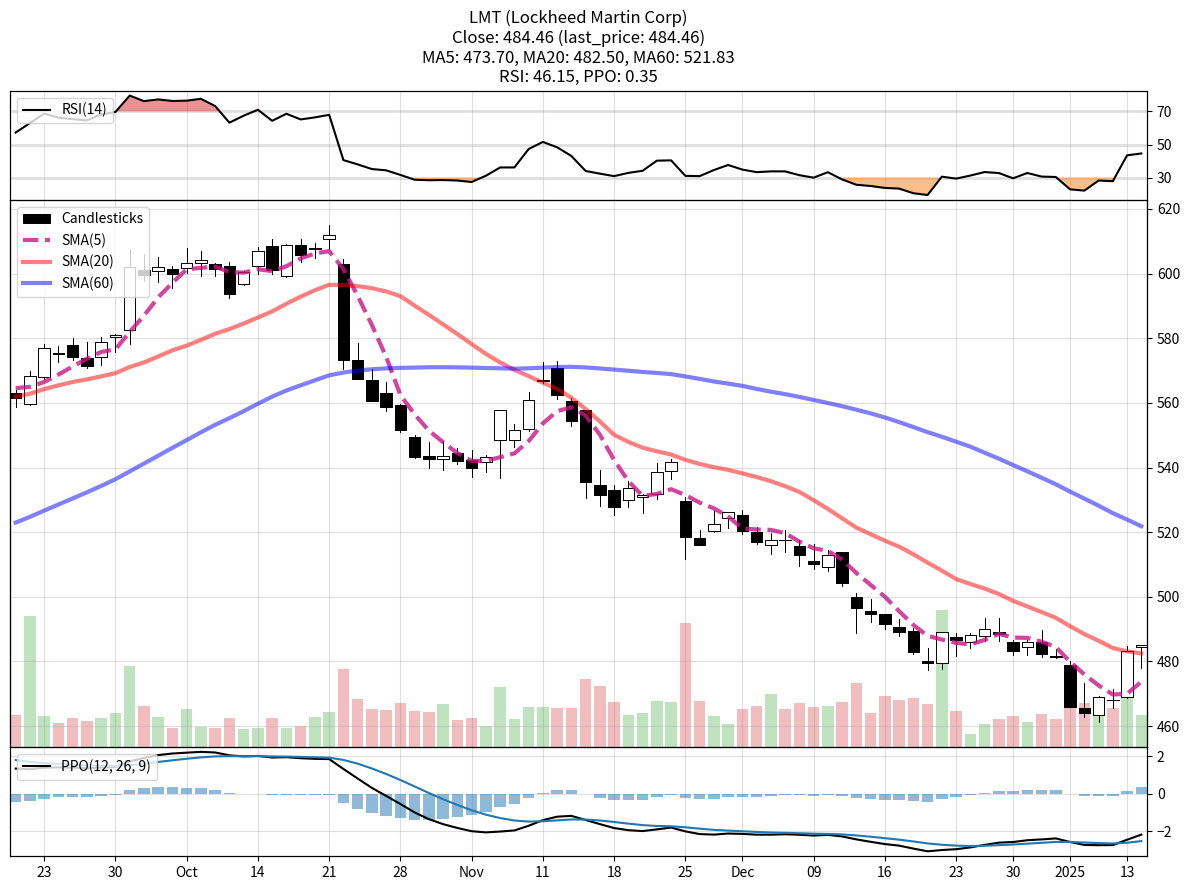 LMT (Lockheed Martin Corp)
Close: 484.46 (last_price: 484.46)
MA5: 473.70, MA20: 482.50, MA60: 521.83
RSI: 46.15, PPO: 0.35
RSI(14)
70
50
30
Candlesticks
SMA(5)
SMA(20)
SMA(60)
620
600
580
560
540
520
500
480
460
PPO(12, 26, 9)
2
0
−2
23 30 Oct 14 21 28 Nov 11 18 25 Dec 09 16 23 30 2025 13